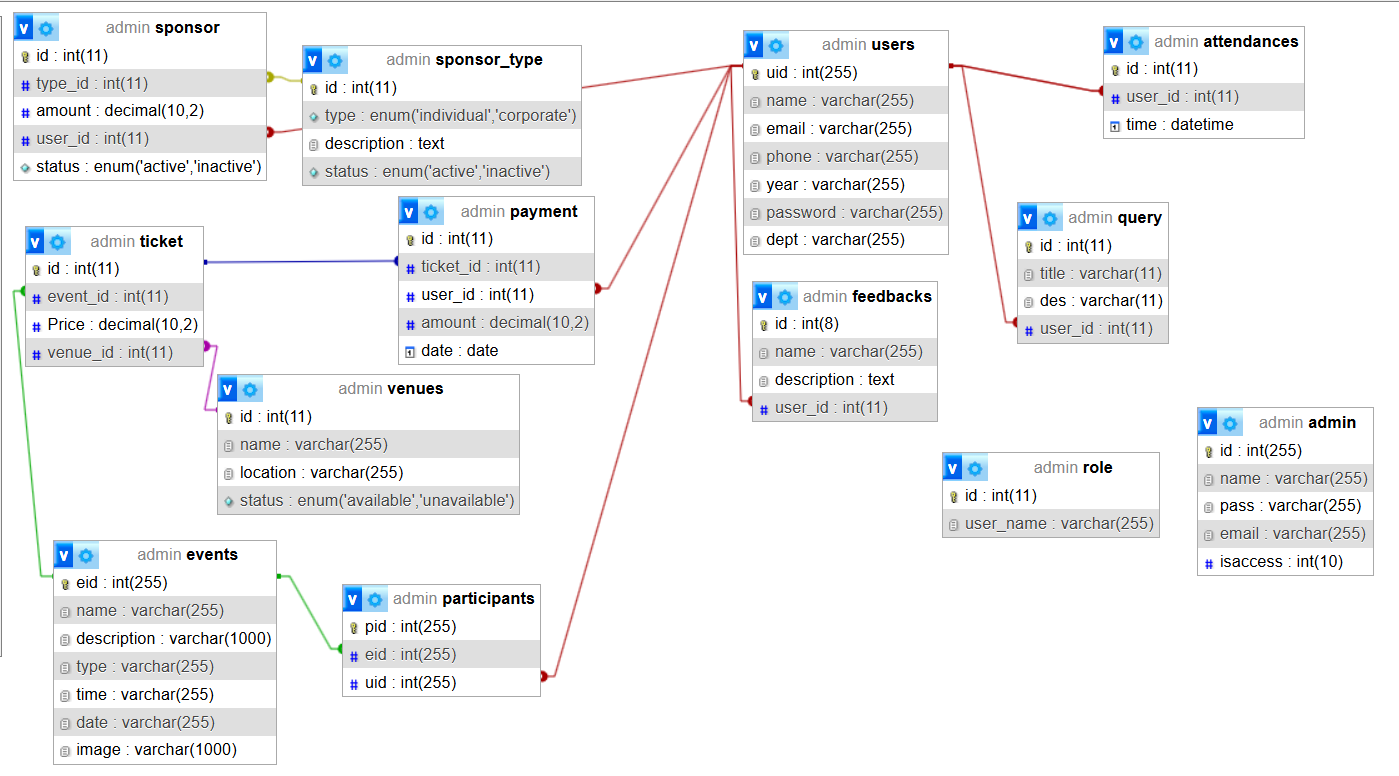 admin sponsor
id : int(11)
type_id : int(11)
amount : decimal(10,2)
user_id : int(11)
status : enum('active','inactive')
admin sponsor_type
id : int(11)
type : enum('individual','corporate')
description : text
status : enum('active','inactive')
admin users
uid : int(255)
name : varchar(255)
email : varchar(255)
phone : varchar(255)
year : varchar(255)
password : varchar(255)
dept : varchar(255)
admin attendances
id : int(11)
user_id : int(11)
time : datetime
admin ticket
id : int(11)
event_id : int(11)
Price : decimal(10,2)
venue_id : int(11)
admin payment
id : int(11)
ticket_id : int(11)
user_id : int(11)
amount : decimal(10,2)
date : date
admin query
id : int(11)
title : varchar(11)
des : varchar(11)
user_id : int(11)
admin feedbacks
id : int(8)
name : varchar(255)
description : text
user_id : int(11)
admin venues
id : int(11)
name : varchar(255)
location : varchar(255)
status : enum('available','unavailable')
admin role
id : int(11)
user_name : varchar(255)
admin admin
id : int(255)
name : varchar(255)
pass : varchar(255)
email : varchar(255)
isaccess : int(10)
admin events
eid : int(255)
name : varchar(255)
description : varchar(1000)
type : varchar(255)
time : varchar(255)
date : varchar(255)
image : varchar(1000)
admin participants
pid : int(255)
eid : int(255)
uid : int(255)